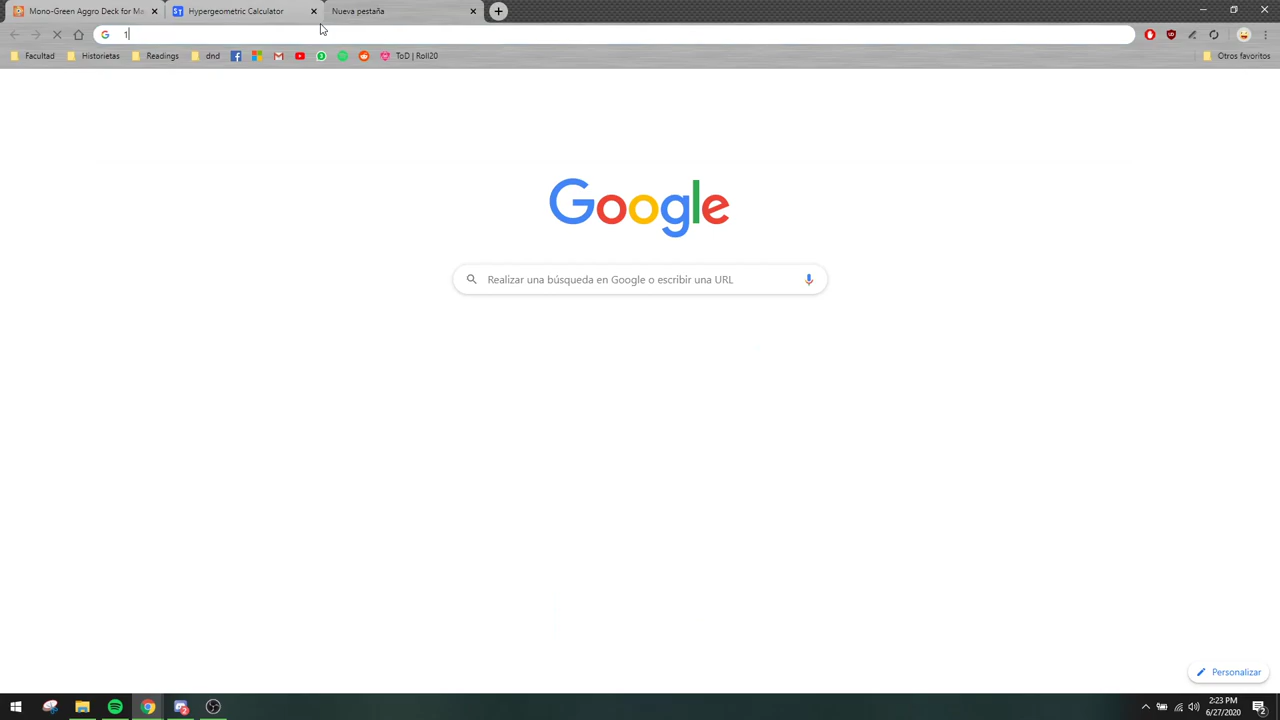 Mono-Green Aggro Deck for Ma
Hypergeometric Calculator
Nueva pestaña
1
Facultad
Historietas
Readings
dnd
ToD | Roll20
Otros favoritos
Google
Realizar una búsqueda en Google o escribir una URL
Personalizar
2:23 PM
6/27/2020